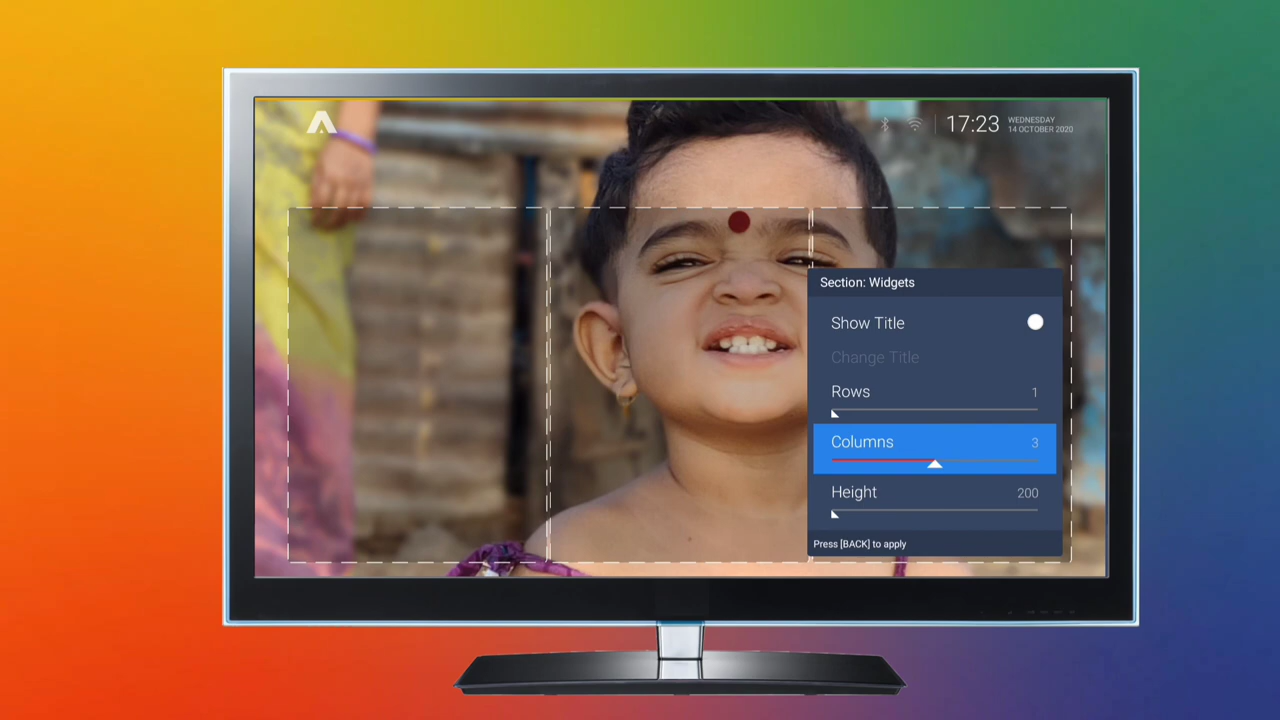 17:23
WEDNESDAY
14 OCTOBER 2020
Section: Widgets
Show Title
Change Title
Rows 1
Columns 3
Height 200
Press [BACK] to apply